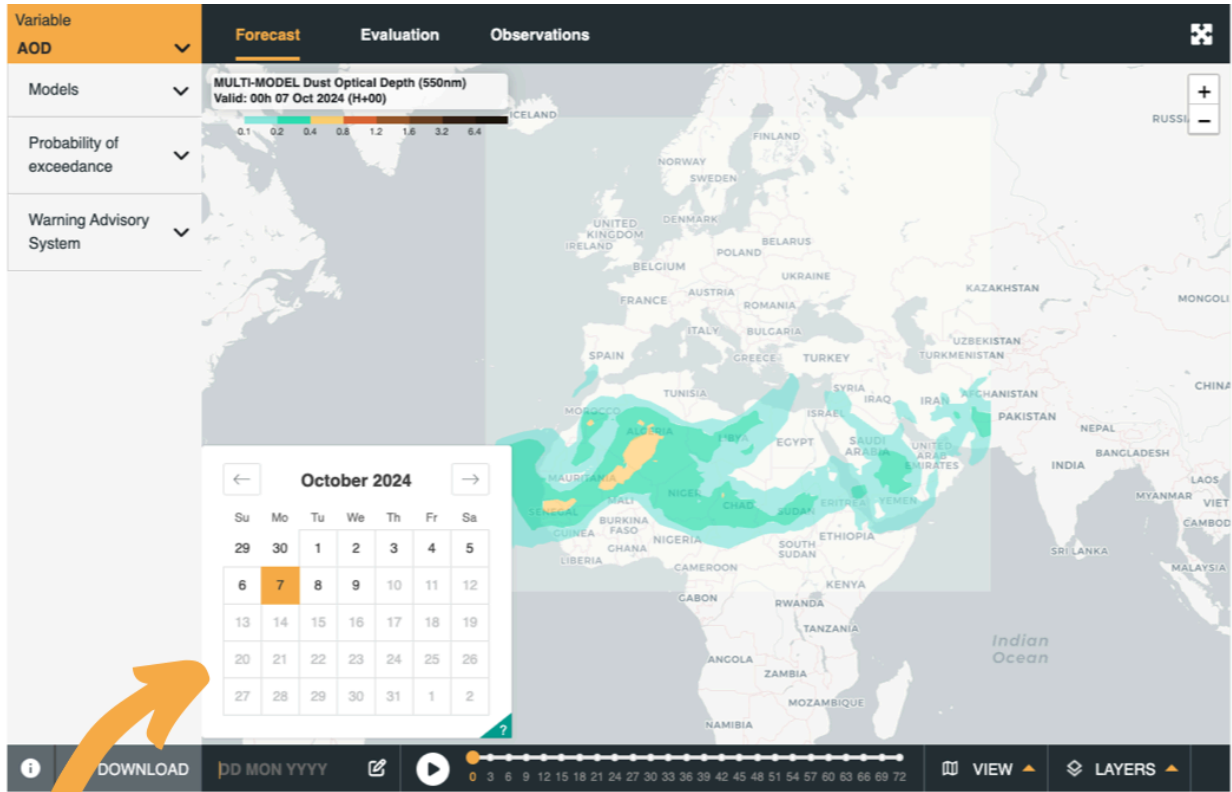 Variable
AOD
Models
Probability of
exceedance
Warning Advisory
System
Forecast Evaluation Observations
MULTI-MODEL Dust Optical Depth (550nm)
Valid: 00h 07 Oct 2024 (H+00)
0.1 0.2 0.4 0.8 1.2 1.6 3.2 6.4
+
−
ICELAND
RUSSI
FINLAND
NORWAY
SWEDEN
DENMARK
UNITED
KINGDOM
IRELAND
BELARUS
POLAND
BELGIUM
UKRAINE
KAZAKHSTAN
AUSTRIA
FRANCE
ROMANIA
MONGOLI
ITALY
BULGARIA
UZBEKISTAN
SPAIN
GREECE
TURKEY
TURKMENISTAN
SYRIA
CHINA
TUNISIA
IRAQ
IRAN
AFGHANISTAN
MOROCCO
ISRAEL
PAKISTAN
ALGERIA
LIBYA
EGYPT
SAUDI
ARABIA
NEPAL
UNITED
ARAB
EMIRATES
BANGLADESH
INDIA
MAURITANIA
LAOS
MALI
NIGER
CHAD
SUDAN
ERITREA
YEMEN
MYANMAR
VIET
SENEGAL
BURKINA
FASO
CAMBOD
GUINEA
NIGERIA
ETHIOPIA
GHANA
SOUTH
SUDAN
SRI LANKA
LIBERIA
CAMEROON
MALAYSIA
KENYA
GABON
RWANDA
TANZANIA
Indian
Ocean
ANGOLA
ZAMBIA
MOZAMBIQUE
NAMIBIA
← October 2024 →
Su Mo Tu We Th Fr Sa
29 30 1 2 3 4 5
6 7 8 9 10 11 12
13 14 15 16 17 18 19
20 21 22 23 24 25 26
27 28 29 30 31 1 2
?
i DOWNLOAD DD MON YYYY
0 3 6 9 12 15 18 21 24 27 30 33 36 39 42 45 48 51 54 57 60 63 66 69 72
VIEW LAYERS